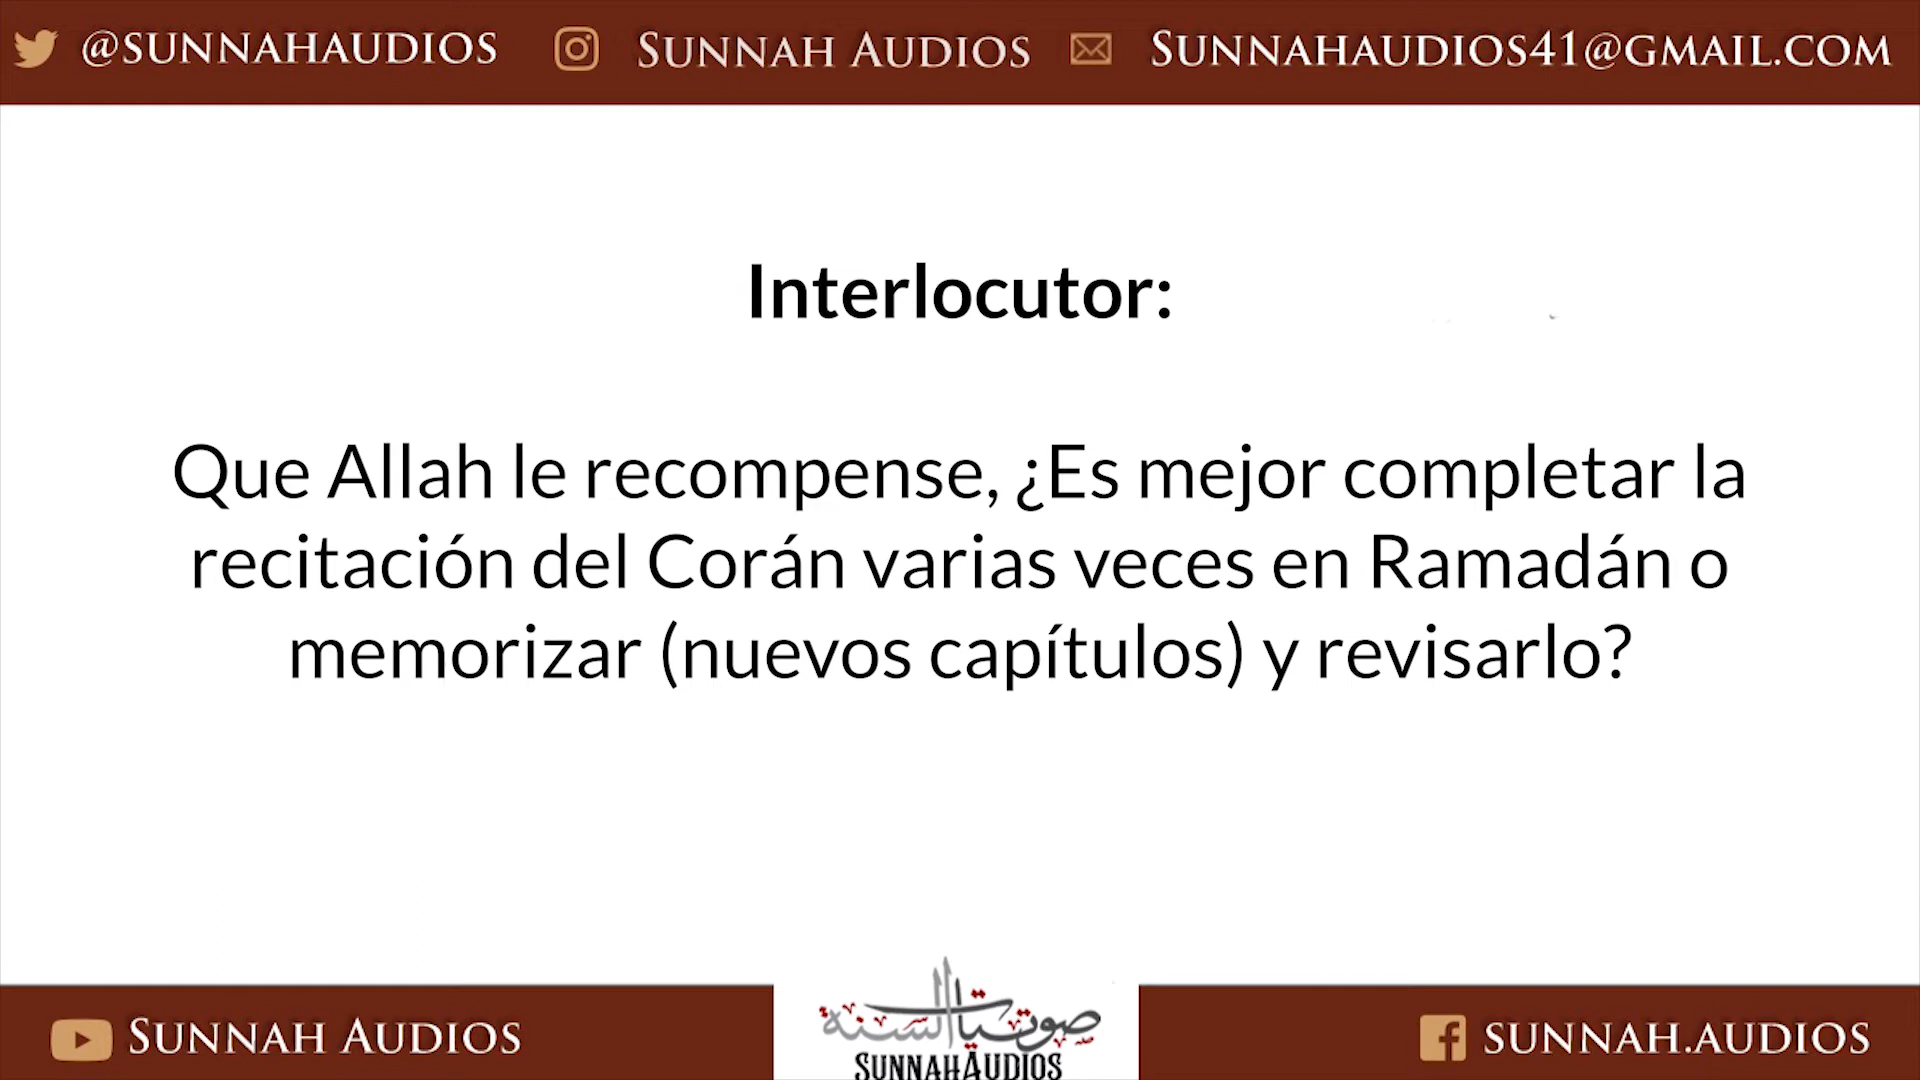 @SUNNAHAUDIOS
SUNNAH AUDIOS
SUNNAHAUDIOS41@GMAIL.COM
Interlocutor:
Que Allah le recompense, ¿Es mejor completar la
recitación del Corán varias veces en Ramadán o
memorizar (nuevos capítulos) y revisarlo?
SUNNAH AUDIOS
صوتيات السنة
SUNNAHAUDIOS
SUNNAH.AUDIOS